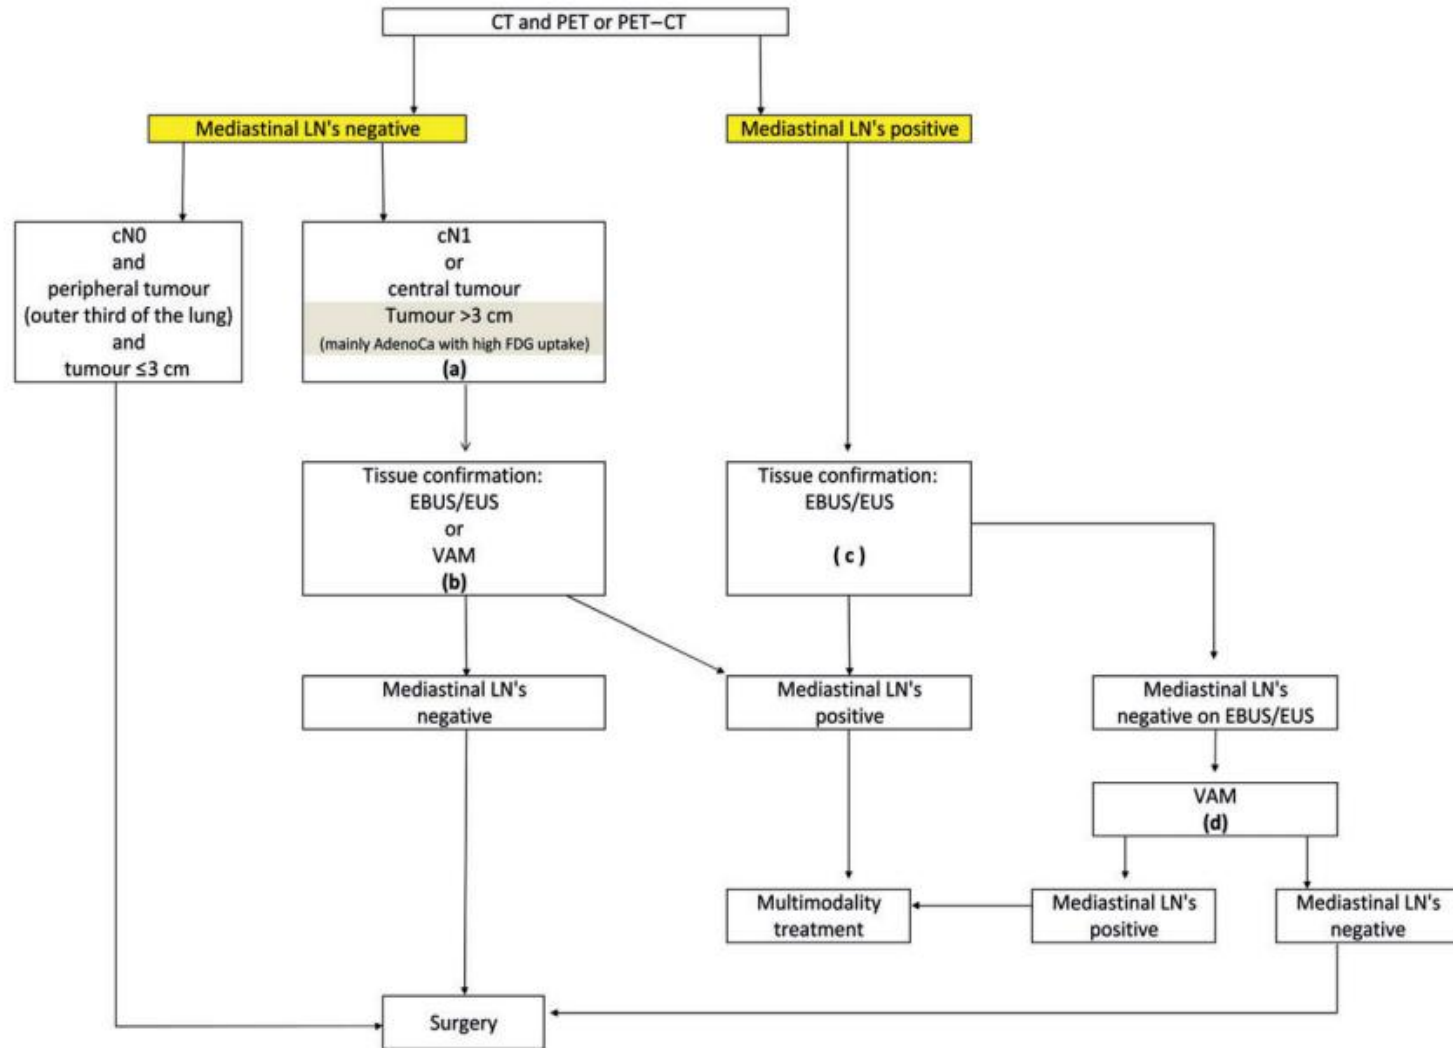 CT and PET or PET–CT
Mediastinal LN's negative
Mediastinal LN's positive
cN0
and
peripheral tumour
(outer third of the lung)
and
tumour ≤3 cm
cN1
or
central tumour
Tumour >3 cm
(mainly AdenoCa with high FDG uptake)
(a)
Tissue confirmation:
EBUS/EUS
or
VAM
(b)
Tissue confirmation:
EBUS/EUS
( c )
Mediastinal LN's
negative
Mediastinal LN's
positive
Mediastinal LN's
negative on EBUS/EUS
VAM
(d)
Multimodality
treatment
Mediastinal LN's
positive
Mediastinal LN's
negative
Surgery